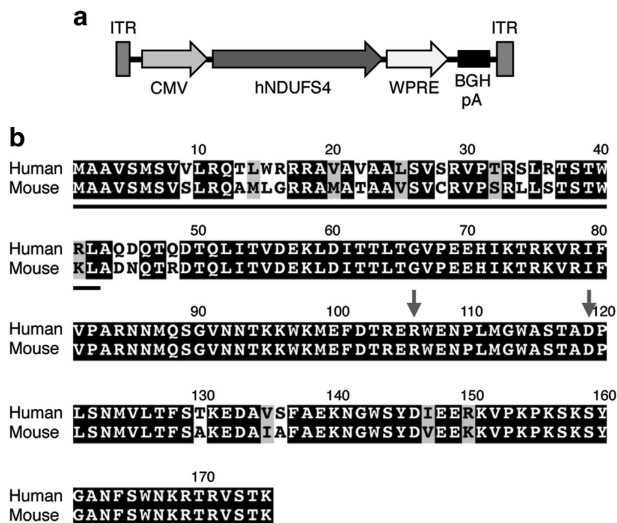 a
ITR ITR
CMV hNDUFS4 WPRE BGH
pA
b
10 20 30 40
Human MAAVSMSVVLRQTLWRRRAVAVAALSVSRVPTRSLRTSTW
Mouse MAAVSMSVSLRQAMLGRRAMATAAVSVCRVPSRLLSTSTW
50 60 70 80
Human RLAQDQTQDTQLITVDEKLDITTLTGVPEEHIKTRKVRIF
Mouse KLADNQTRDTQLITVDEKLDITTLTGVPEEHIKTRKVRIF
90 100 110 120
Human VPARNNMQSGVNNTKKWKMEFDTRERWENPLMGWASTADP
Mouse VPARNNMQSGVNNTKKWKMEFDTRERWENPLMGWASTADP
130 140 150 160
Human LSNMVLTFSTKEDAVSFAEKNGWSYDIEERKVPKPKSKSY
Mouse LSNMVLTFSAKEDAIAFAEKNGWSYDVEEKKVPKPKSKSY
170
Human GANFSWNKRTRVSTK
Mouse GANFSWNKRTRVSTK